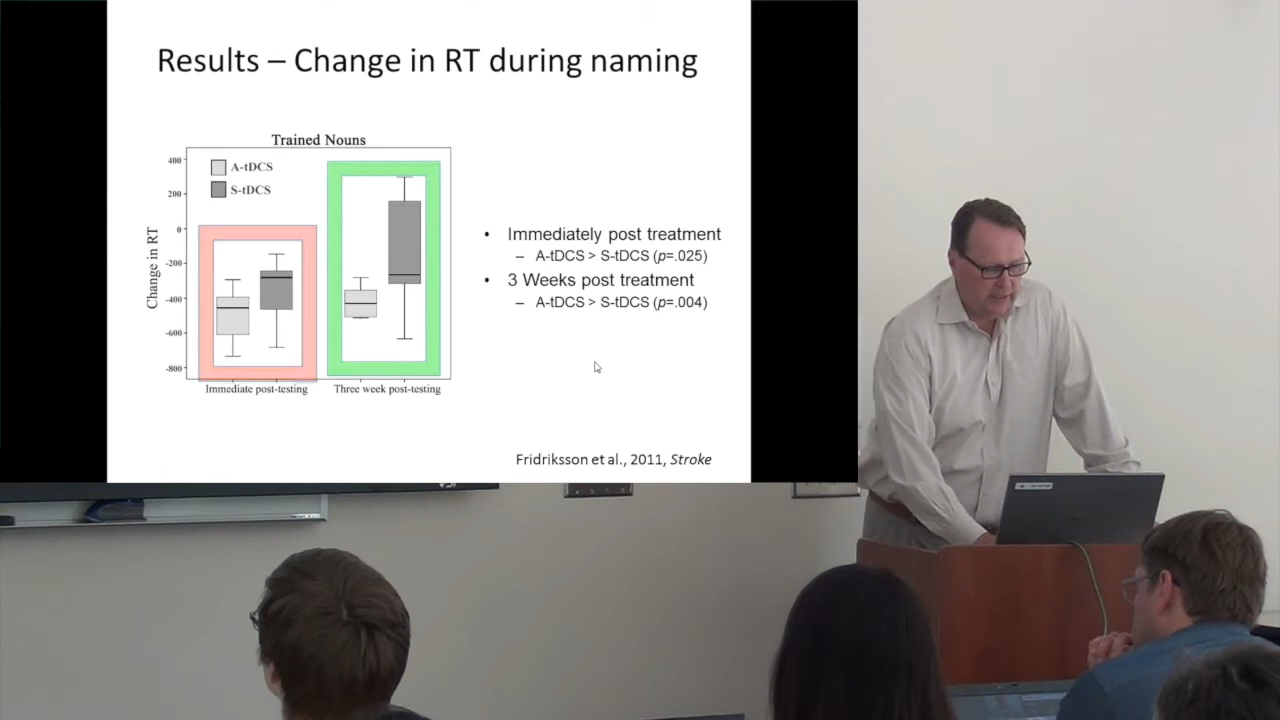 Results – Change in RT during naming
Trained Nouns
400
200
0
-200
-400
-600
-800
Change in RT
A-tDCS
S-tDCS
Immediate post-testing
Three week post-testing
• Immediately post treatment
– A-tDCS > S-tDCS (p=.025)
• 3 Weeks post treatment
– A-tDCS > S-tDCS (p=.004)
Fridriksson et al., 2011, Stroke